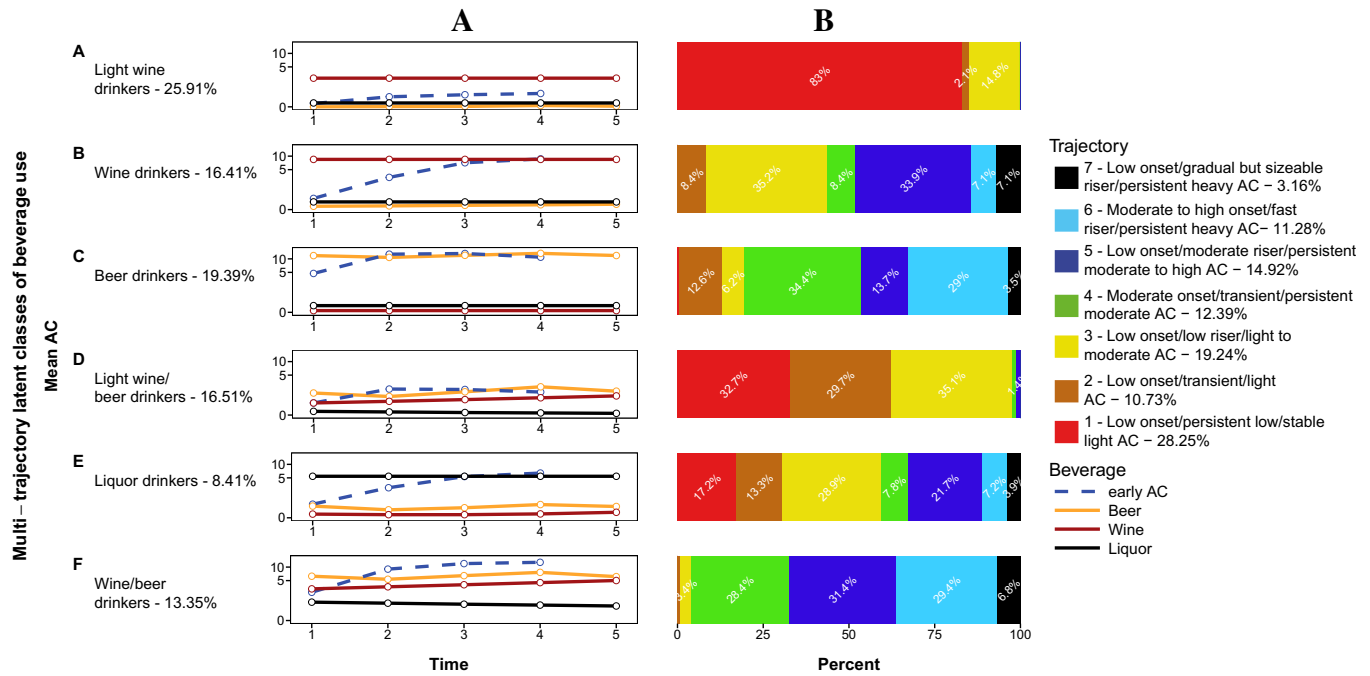 A
B
Multi – trajectory latent classes of beverage use
Mean AC
A
Light wine
drinkers - 25.91%
10
5
0
1 2 3 4 5
83%
2.1%
14.8%
B
Wine drinkers - 16.41%
10
5
0
1 2 3 4 5
8.4%
35.2%
8.4%
33.9%
7.1%
7.1%
C
Beer drinkers - 19.39%
10
5
0
1 2 3 4 5
12.6%
6.2%
34.4%
13.7%
29%
3.5%
D
Light wine/
beer drinkers - 16.51%
10
5
0
1 2 3 4 5
32.7%
29.7%
35.1%
E
Liquor drinkers - 8.41%
10
5
0
1 2 3 4 5
17.2%
13.3%
28.9%
7.8%
21.7%
7.2%
3.9%
F
Wine/beer
drinkers - 13.35%
10
5
0
1 2 3 4 5
3.4%
28.4%
31.4%
29.4%
6.8%
0 25 50 75 100
Time
Percent
Trajectory
7 - Low onset/gradual but sizeable
riser/persistent heavy AC − 3.16%
6 - Moderate to high onset/fast
riser/persistent heavy AC− 11.28%
5 - Low onset/moderate riser/persistent
moderate to high AC − 14.92%
4 - Moderate onset/transient/persistent
moderate AC − 12.39%
3 - Low onset/low riser/light to
moderate AC − 19.24%
2 - Low onset/transient/light
AC − 10.73%
1 - Low onset/persistent low/stable
light AC − 28.25%
Beverage
early AC
Beer
Wine
Liquor